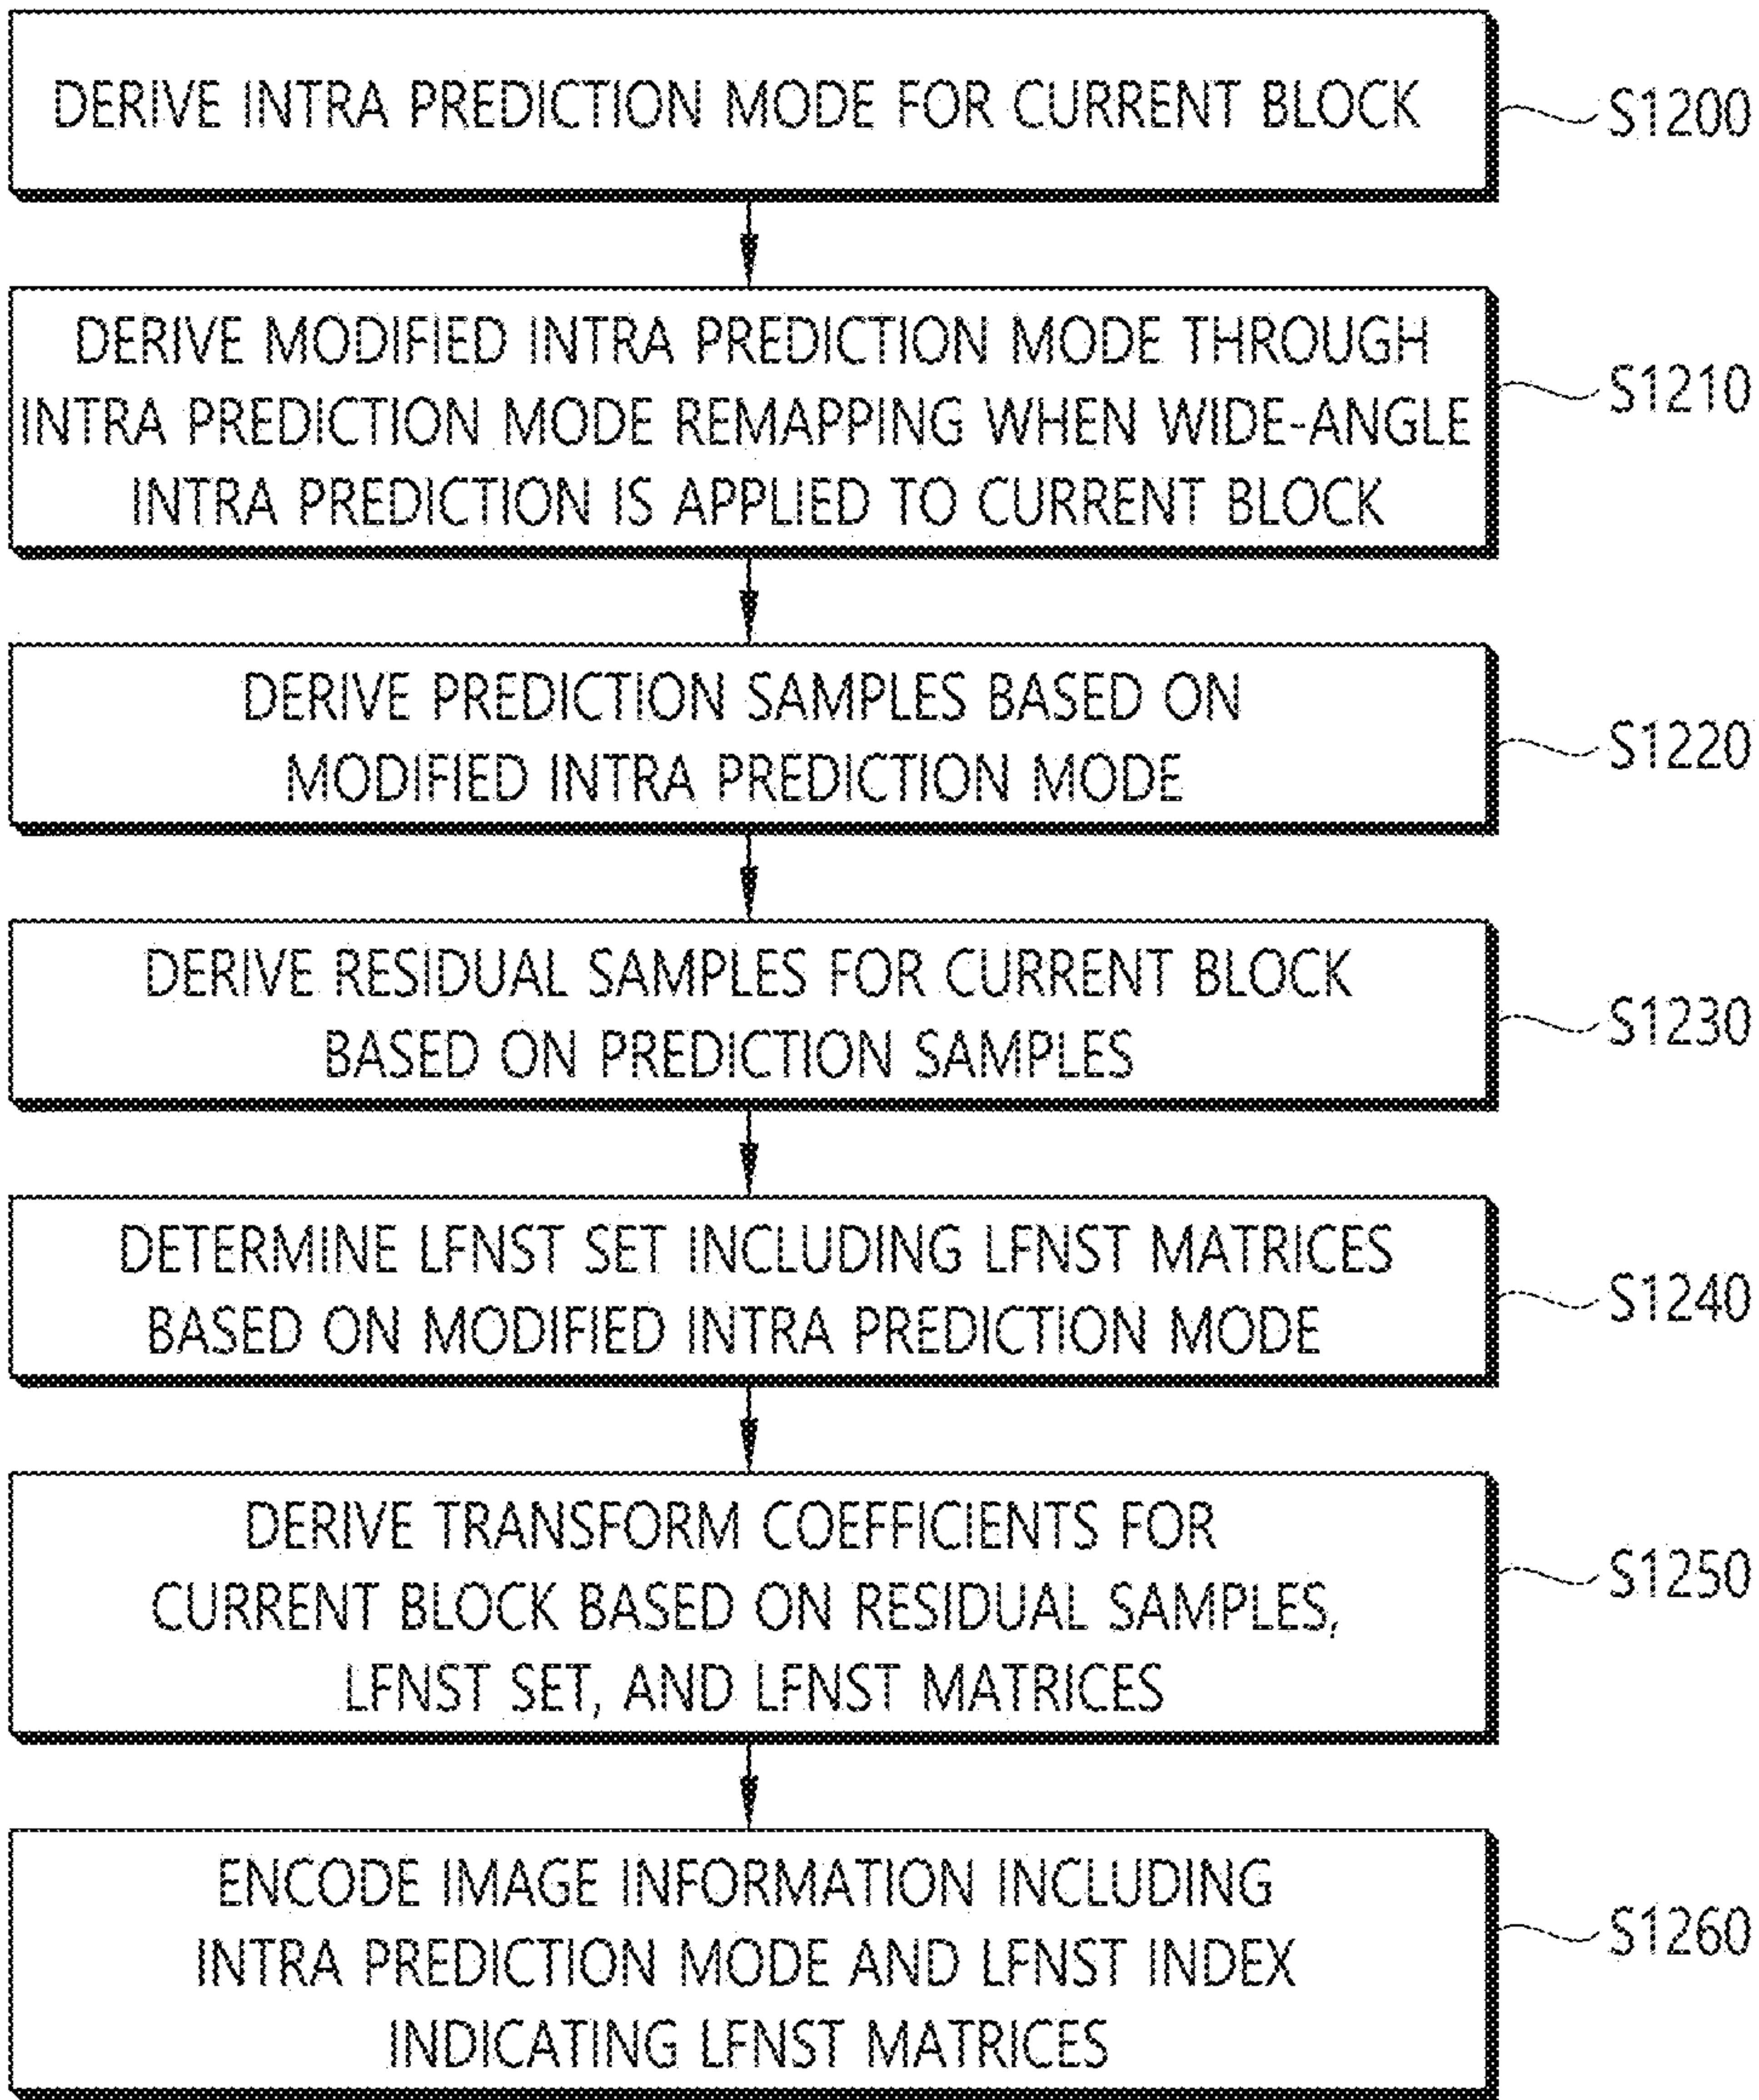 DERIVE INTRA PREDICTION MODE FOR CURRENT BLOCK
S1200
DERIVE MODIFIED INTRA PREDICTION MODE THROUGH
INTRA PREDICTION MODE REMAPPING WHEN WIDE-ANGLE
INTRA PREDICTION IS APPLIED TO CURRENT BLOCK
S1210
DERIVE PREDICTION SAMPLES BASED ON
MODIFIED INTRA PREDICTION MODE
S1220
DERIVE RESIDUAL SAMPLES FOR CURRENT BLOCK
BASED ON PREDICTION SAMPLES
S1230
DETERMINE LFNST SET INCLUDING LFNST MATRICES
BASED ON MODIFIED INTRA PREDICTION MODE
S1240
DERIVE TRANSFORM COEFFICIENTS FOR
CURRENT BLOCK BASED ON RESIDUAL SAMPLES,
LFNST SET, AND LFNST MATRICES
S1250
ENCODE IMAGE INFORMATION INCLUDING
INTRA PREDICTION MODE AND LFNST INDEX
INDICATING LFNST MATRICES
S1260